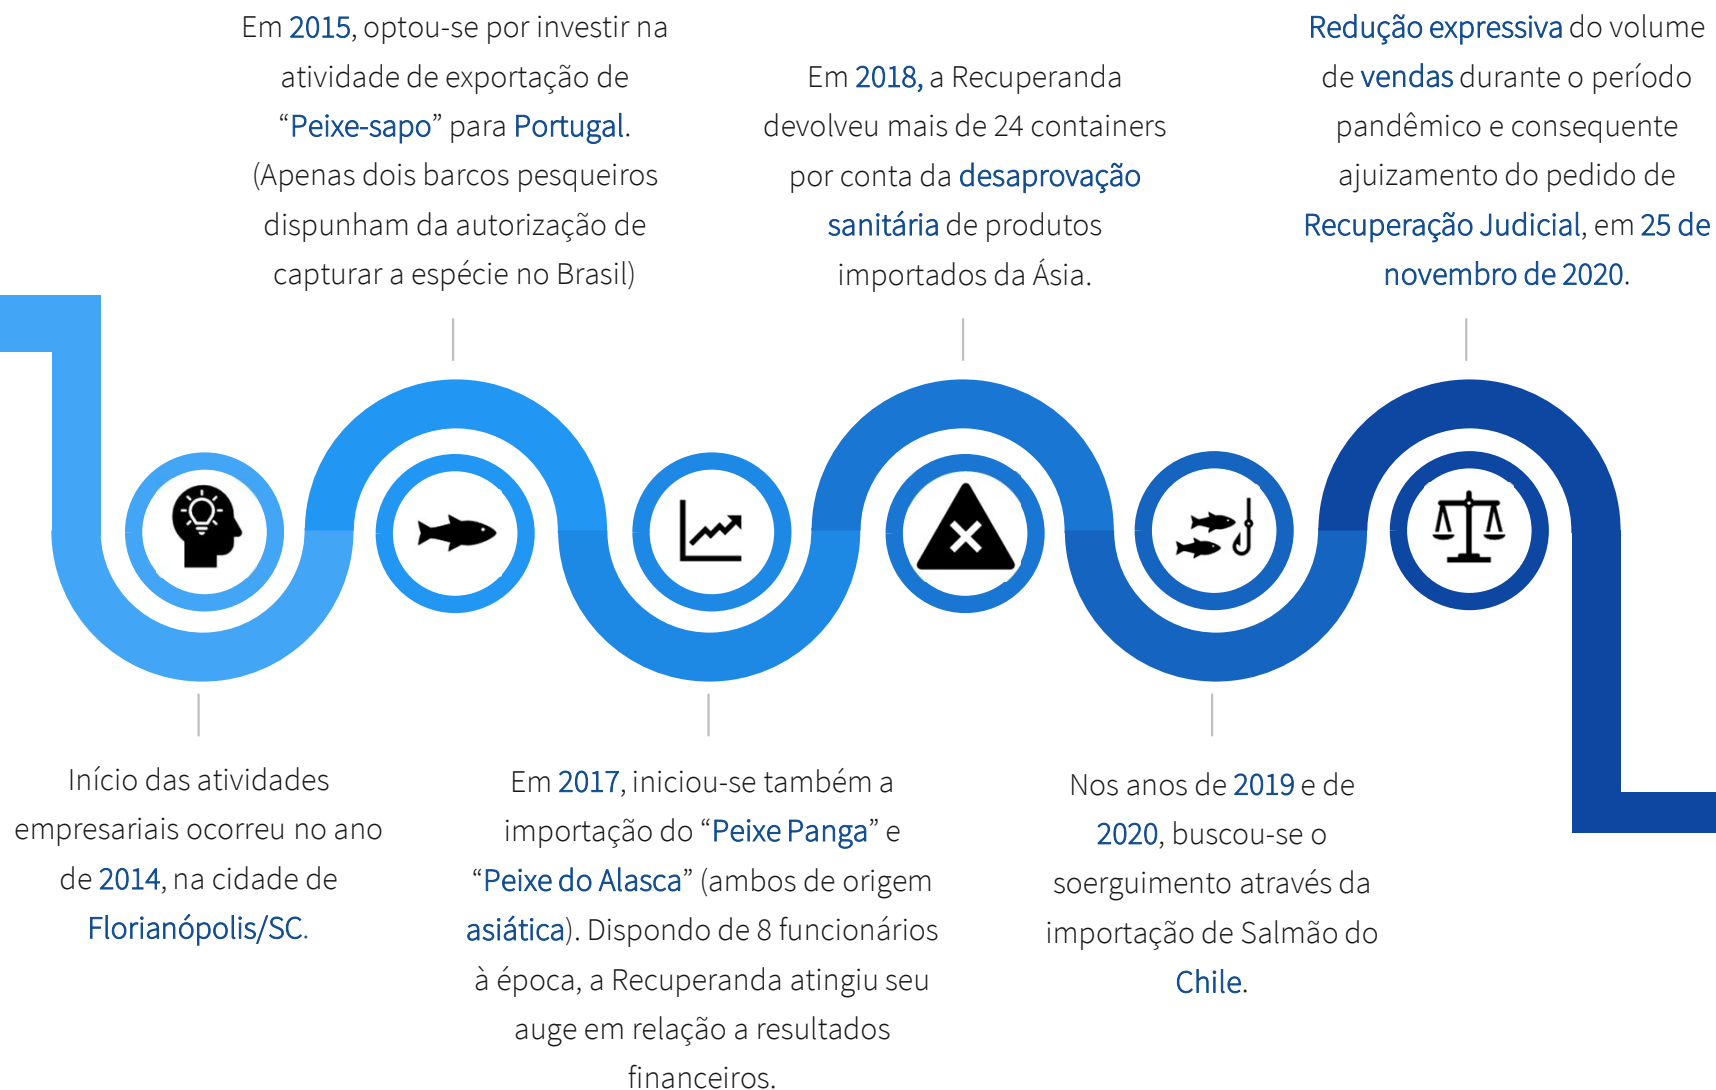 Início das atividades
empresariais ocorreu no ano
de 2014, na cidade de
Florianópolis/SC.
Em 2015, optou-se por investir na
atividade de exportação de
“Peixe-sapo” para Portugal.
(Apenas dois barcos pesqueiros
dispunham da autorização de
capturar a espécie no Brasil)
Em 2017, iniciou-se também a
importação do “Peixe Panga” e
“Peixe do Alasca” (ambos de origem
asiática). Dispondo de 8 funcionários
à época, a Recuperanda atingiu seu
auge em relação a resultados
financeiros.
Em 2018, a Recuperanda
devolveu mais de 24 containers
por conta da desaprovação
sanitária de produtos
importados da Ásia.
Nos anos de 2019 e de
2020, buscou-se o
soerguimento através da
importação de Salmão do
Chile.
Redução expressiva do volume
de vendas durante o período
pandêmico e consequente
ajuizamento do pedido de
Recuperação Judicial, em 25 de
novembro de 2020.